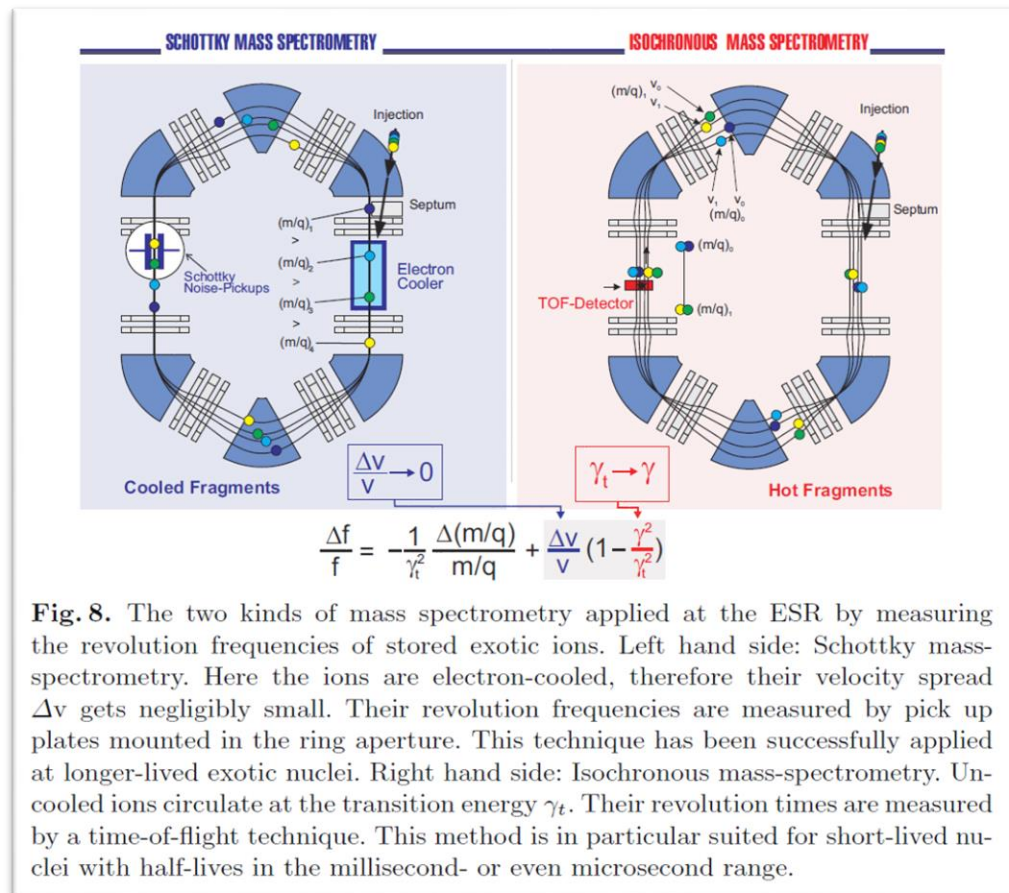 SCHOTTKY MASS SPECTROMETRY
ISOCHRONOUS MASS SPECTROMETRY
Injection
Septum
(m/q)₁
>
(m/q)₂
>
(m/q)₃
>
(m/q)₄
Electron
Cooler
Schottky
Noise-Pickups
Cooled Fragments
Δv/v → 0
(m/q)₁
v₀
v₁
v₁ v₀
(m/q)₀
Injection
Septum
(m/q)₀
TOF-Detector
(m/q)₁
γₜ → γ
Hot Fragments
Δf/f = -1/γₜ² Δ(m/q)/m/q + Δv/v (1-γ²/γₜ²)
Fig. 8. The two kinds of mass spectrometry applied at the ESR by measuring
the revolution frequencies of stored exotic ions. Left hand side: Schottky mass-
spectrometry. Here the ions are electron-cooled, therefore their velocity spread
Δv gets negligibly small. Their revolution frequencies are measured by pick up
plates mounted in the ring aperture. This technique has been successfully applied
at longer-lived exotic nuclei. Right hand side: Isochronous mass-spectrometry. Un-
cooled ions circulate at the transition energy γₜ. Their revolution times are measured
by a time-of-flight technique. This method is in particular suited for short-lived nu-
clei with half-lives in the millisecond- or even microsecond range.